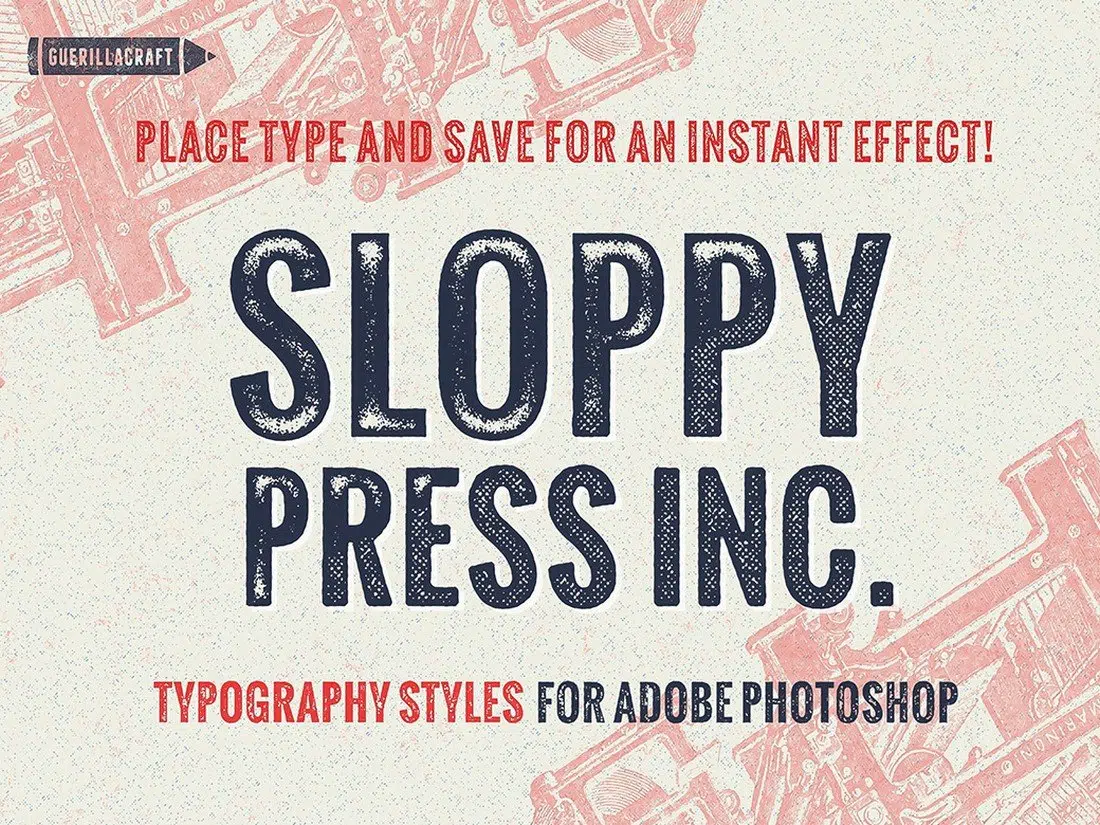 GUERILLACRAFT
PLACE TYPE AND SAVE FOR AN INSTANT EFFECT!
SLOPPY
PRESS INC.
TYPOGRAPHY STYLES FOR ADOBE PHOTOSHOP